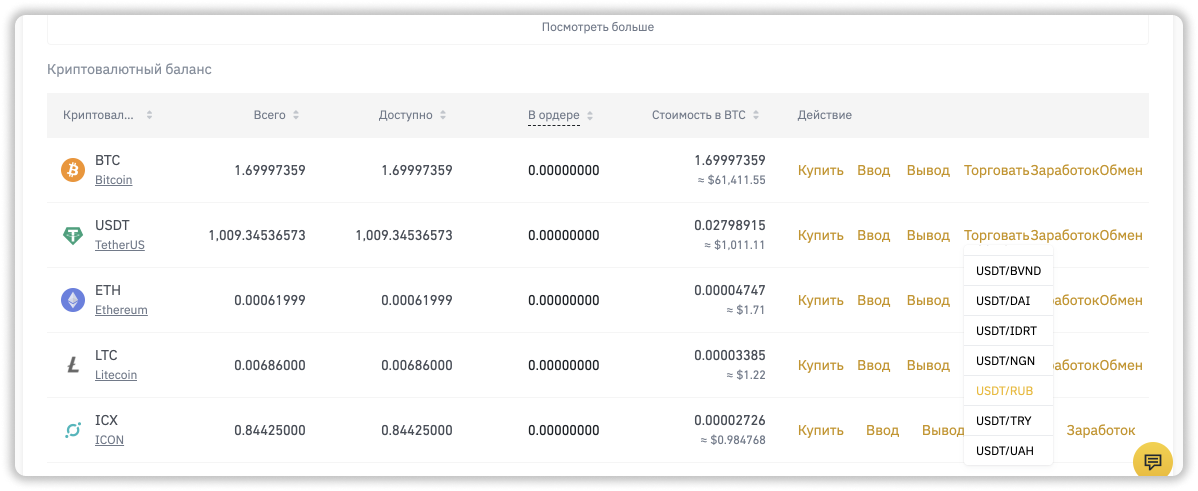 Посмотреть больше
Криптовалютный баланс
Криптовал... Всего Доступно В ордере Стоимость в BTC Действие
BTC
Bitcoin
1.69997359 1.69997359 0.00000000
1.69997359
≈ $61,411.55
Купить Ввод Вывод Торговать Заработок Обмен
USDT
TetherUS
1,009.34536573 1,009.34536573 0.00000000
0.02798915
≈ $1,011.11
Купить Ввод Вывод Торговать Заработок Обмен
USDT/BVND
USDT/DAI
USDT/IDRT
USDT/NGN
USDT/RUB
USDT/TRY
USDT/UAH
ETH
Ethereum
0.00061999 0.00061999 0.00000000
0.00004747
≈ $1.71
Купить Ввод Вывод аботок Обмен
LTC
Litecoin
0.00686000 0.00686000 0.00000000
0.00003385
≈ $1.22
Купить Ввод Вывод аботок Обмен
ICX
ICON
0.84425000 0.84425000 0.00000000
0.00002726
≈ $0.984768
Купить Ввод Вывод Заработок